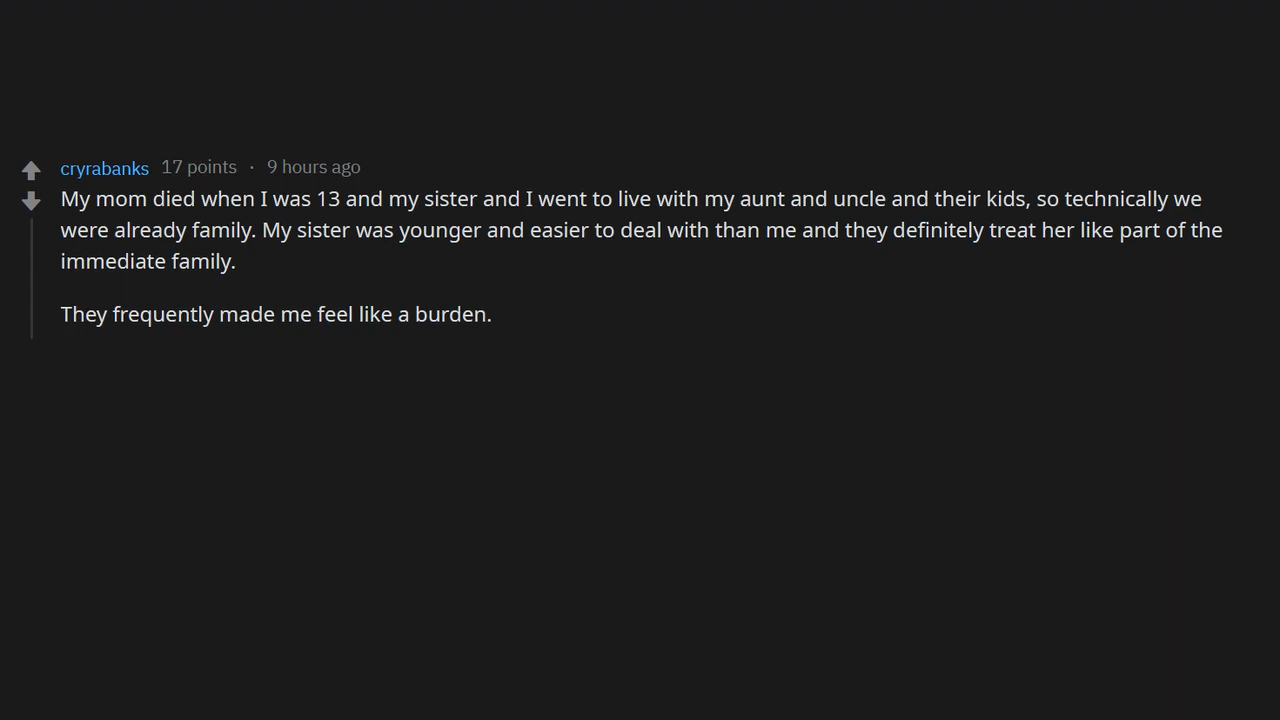 cryrabanks 17 points · 9 hours ago
My mom died when I was 13 and my sister and I went to live with my aunt and uncle and their kids, so technically we
were already family. My sister was younger and easier to deal with than me and they definitely treat her like part of the
immediate family.
They frequently made me feel like a burden.